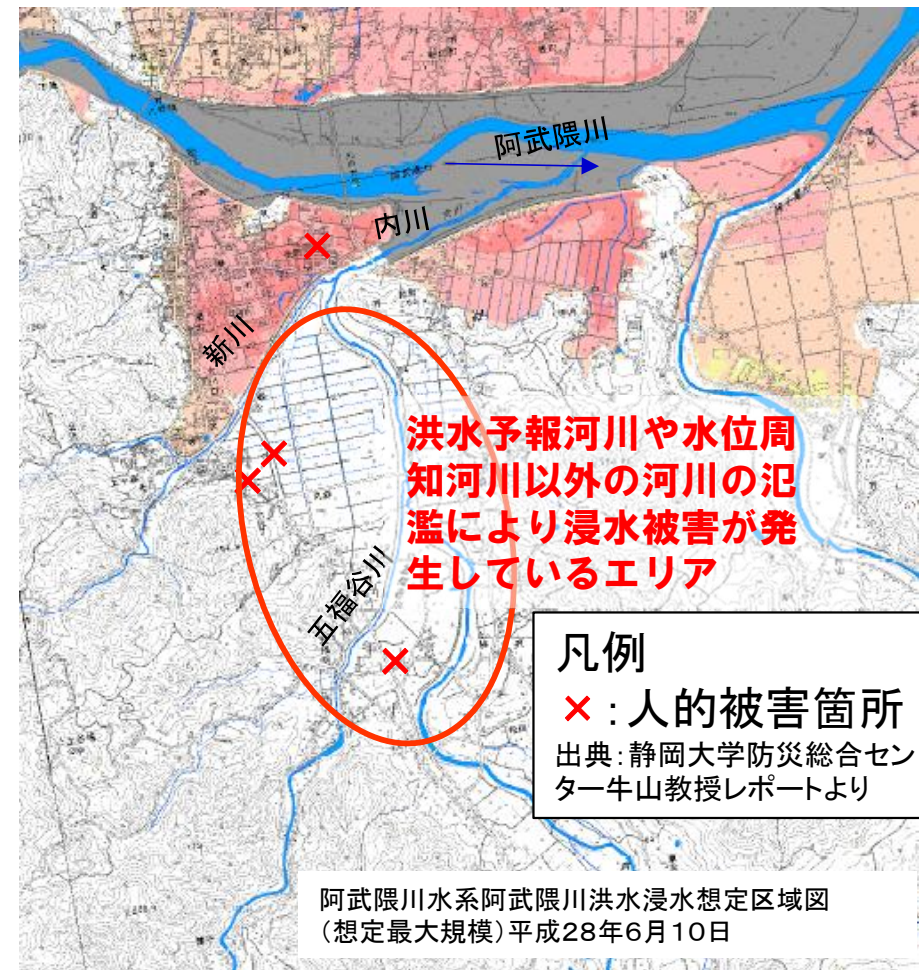 阿武隈川
内川
新川
洪水予報河川や水位周
知河川以外の河川の氾
濫により浸水被害が発
生しているエリア
五福谷川
凡例
×:人的被害箇所
出典:静岡大学防災総合セン
ター牛山教授レポートより
阿武隈川水系阿武隈川洪水浸水想定区域図
(想定最大規模)平成28年6月10日